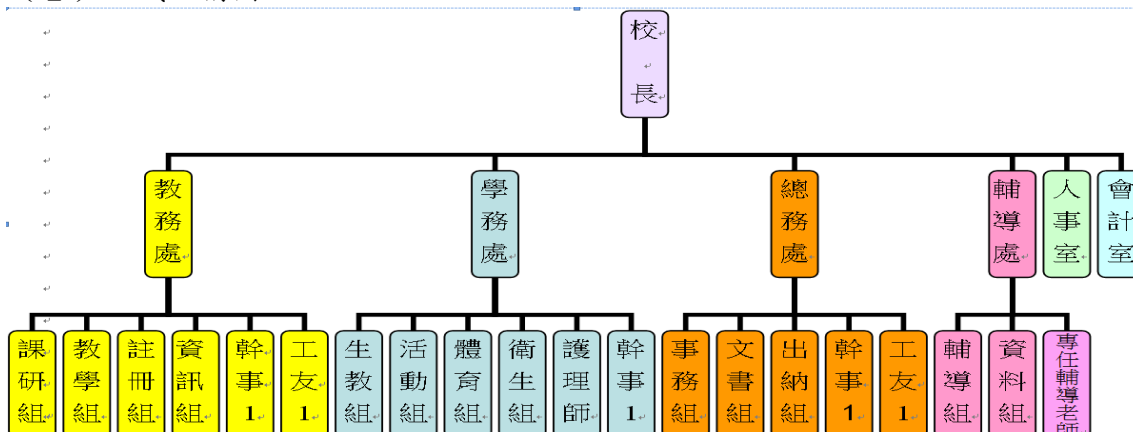 校長
教務處
學務處
總務處
輔導處
人事室
會計室
課研組
教學組
註冊組
資訊組
幹事1
工友1
生教組
活動組
體育組
衛生組
護理師
幹事1
事務組
文書組
出納組
幹事1
工友1
輔導組
資料組
專任輔導老師